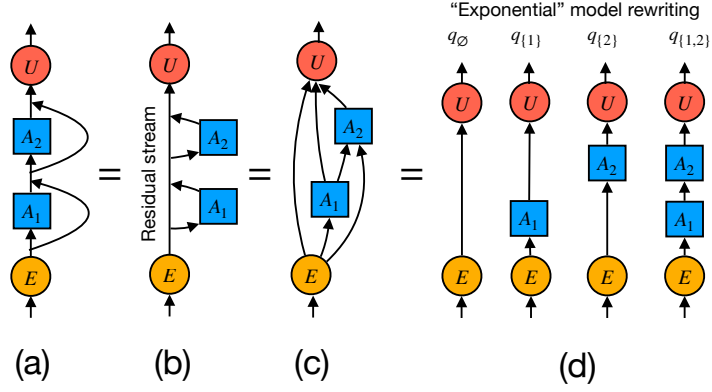 “Exponential” model rewriting
q∅ q{1} q{2} q{1,2}
U U U U U U U
A2 A2 A2 A2 A2
Residual stream
= = =
A1 A1 A1 A1 A1
E E E E E E E
(a) (b) (c) (d)